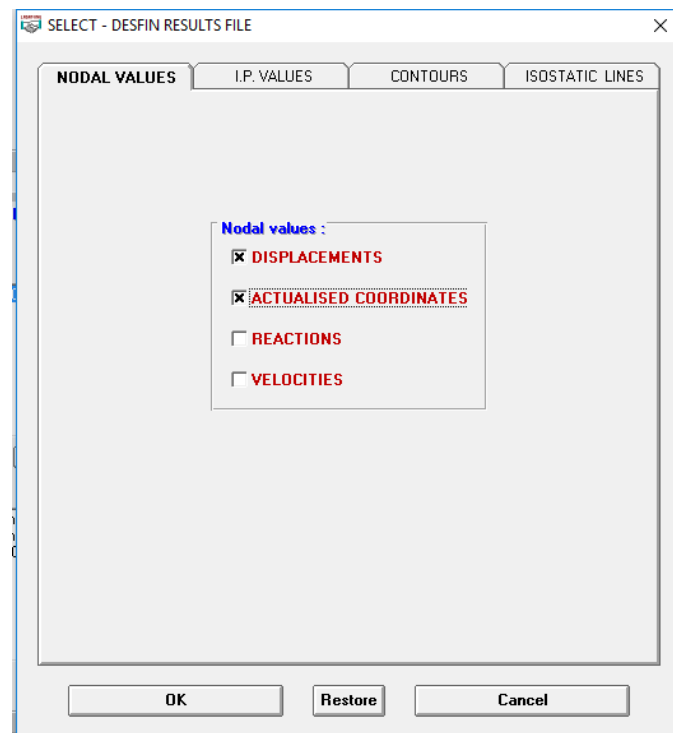 SELECT - DESFIN RESULTS FILE
NODAL VALUES I.P. VALUES CONTOURS ISOSTATIC LINES
Nodal values :
DISPLACEMENTS
ACTUALISED COORDINATES
REACTIONS
VELOCITIES
OK Restore Cancel